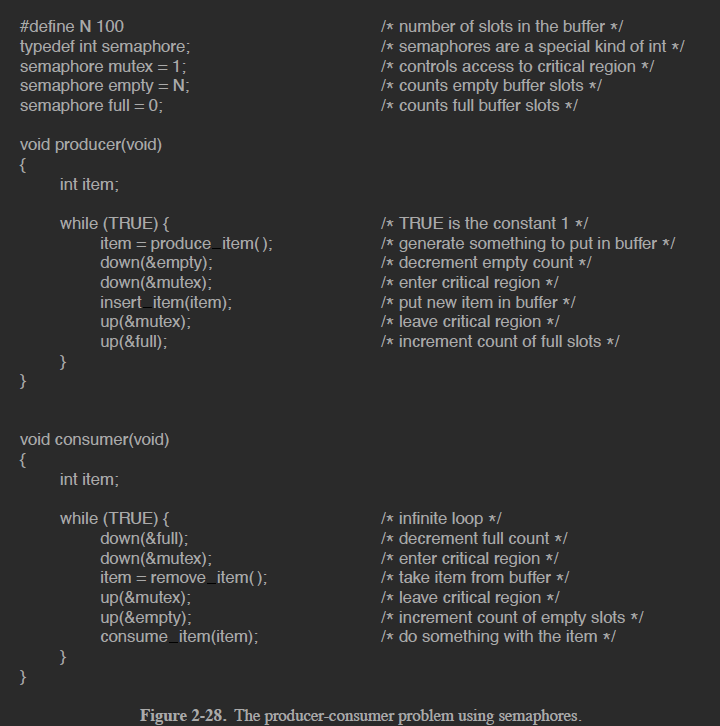 #define N 100 /* number of slots in the buffer */
typedef int semaphore; /* semaphores are a special kind of int */
semaphore mutex = 1; /* controls access to critical region */
semaphore empty = N; /* counts empty buffer slots */
semaphore full = 0; /* counts full buffer slots */
void producer(void)
{
int item;
while (TRUE) { /* TRUE is the constant 1 */
item = produce_item( ); /* generate something to put in buffer */
down(&empty); /* decrement empty count */
down(&mutex); /* enter critical region */
insert_item(item); /* put new item in buffer */
up(&mutex); /* leave critical region */
up(&full); /* increment count of full slots */
}
}
void consumer(void)
{
int item;
while (TRUE) { /* infinite loop */
down(&full); /* decrement full count */
down(&mutex); /* enter critical region */
item = remove_item( ); /* take item from buffer */
up(&mutex); /* leave critical region */
up(&empty); /* increment count of empty slots */
consume_item(item); /* do something with the item */
}
}
Figure 2-28. The producer-consumer problem using semaphores.